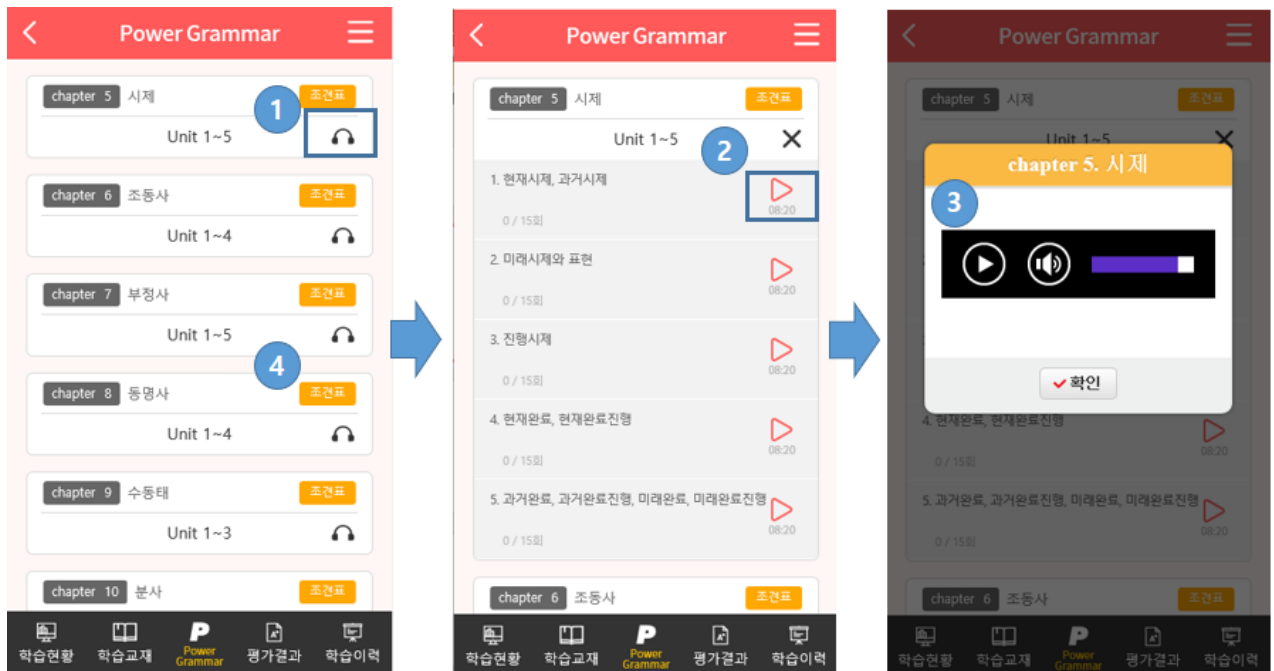 Power Grammar
chapter 5 시제 조견표
1
Unit 1~5
chapter 6 조동사 조견표
Unit 1~4
chapter 7 부정사 조견표
Unit 1~5
4
chapter 8 동명사 조견표
Unit 1~4
chapter 9 수동태 조견표
Unit 1~3
chapter 10 분사 조견표
학습현황 학습교재 Power Grammar 평가결과 학습이력
Power Grammar
chapter 5 시제 조견표
Unit 1~5
2
1. 현재시제, 과거시제
08:20
0 / 15회
2. 미래시제와 표현
08:20
0 / 15회
3. 진행시제
08:20
0 / 15회
4. 현재완료, 현재완료진행
08:20
0 / 15회
5. 과거완료, 과거완료진행, 미래완료, 미래완료진행
08:20
0 / 15회
chapter 6 조동사 조견표
학습현황 학습교재 Power Grammar 평가결과 학습이력
Power Grammar
chapter 5 시제 조견표
Unit 1~5
chapter 5. 시제
3
확인
4. 현재완료, 현재완료진행
08:20
0 / 15회
5. 과거완료, 과거완료진행, 미래완료, 미래완료진행
08:20
0 / 15회
chapter 6 조동사 조견표
학습현황 학습교재 Power Grammar 평가결과 학습이력